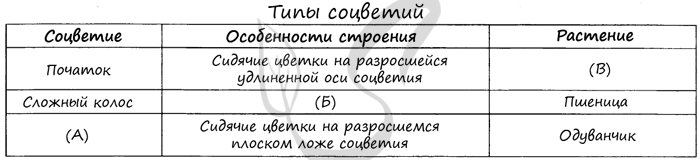 Типы соцветий
Соцветие Особенности строения Растение
Початок Сидячие цветки на разросшейся удлиненной оси соцветия (В)
Сложный колос (Б) Пшеница
(А) Сидячие цветки на разросшемся плоском ложе соцветия Одуванчик